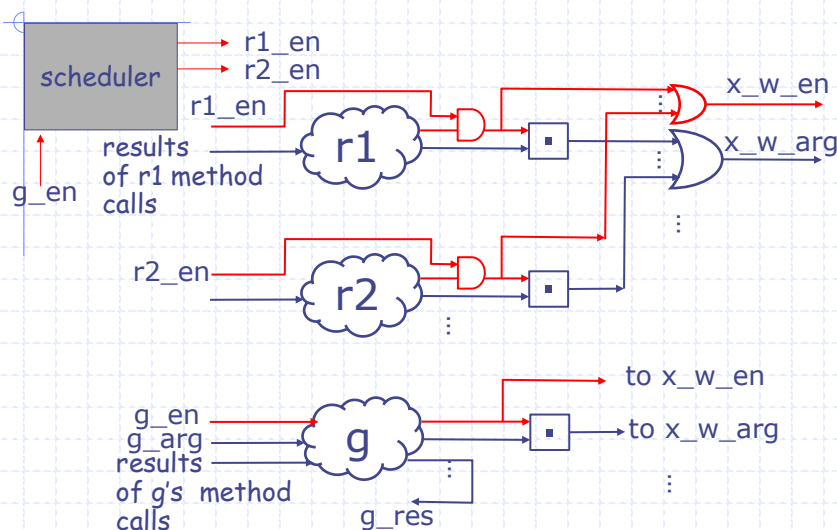 scheduler
r1_en
r2_en
r1_en
results
of r1 method
calls
g_en
r1
x_w_en
x_w_arg
...
...
...
r2_en
r2
...
g_en
g_arg
results
of g's method
calls
g
to x_w_en
to x_w_arg
...
...
g_res